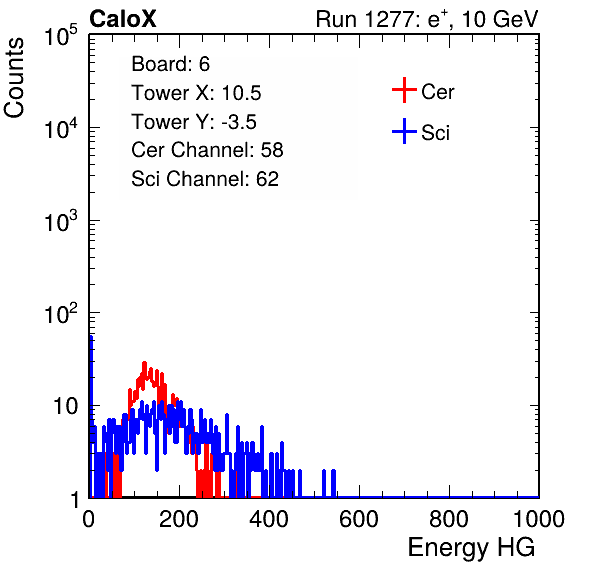 CaloX Run 1277: e+, 10 GeV
Counts
Board: 6
Tower X: 10.5
Tower Y: -3.5
Cer Channel: 58
Sci Channel: 62
Cer
Sci
10^5
10^4
10^3
10^2
10
1
0 200 400 600 800 1000
Energy HG